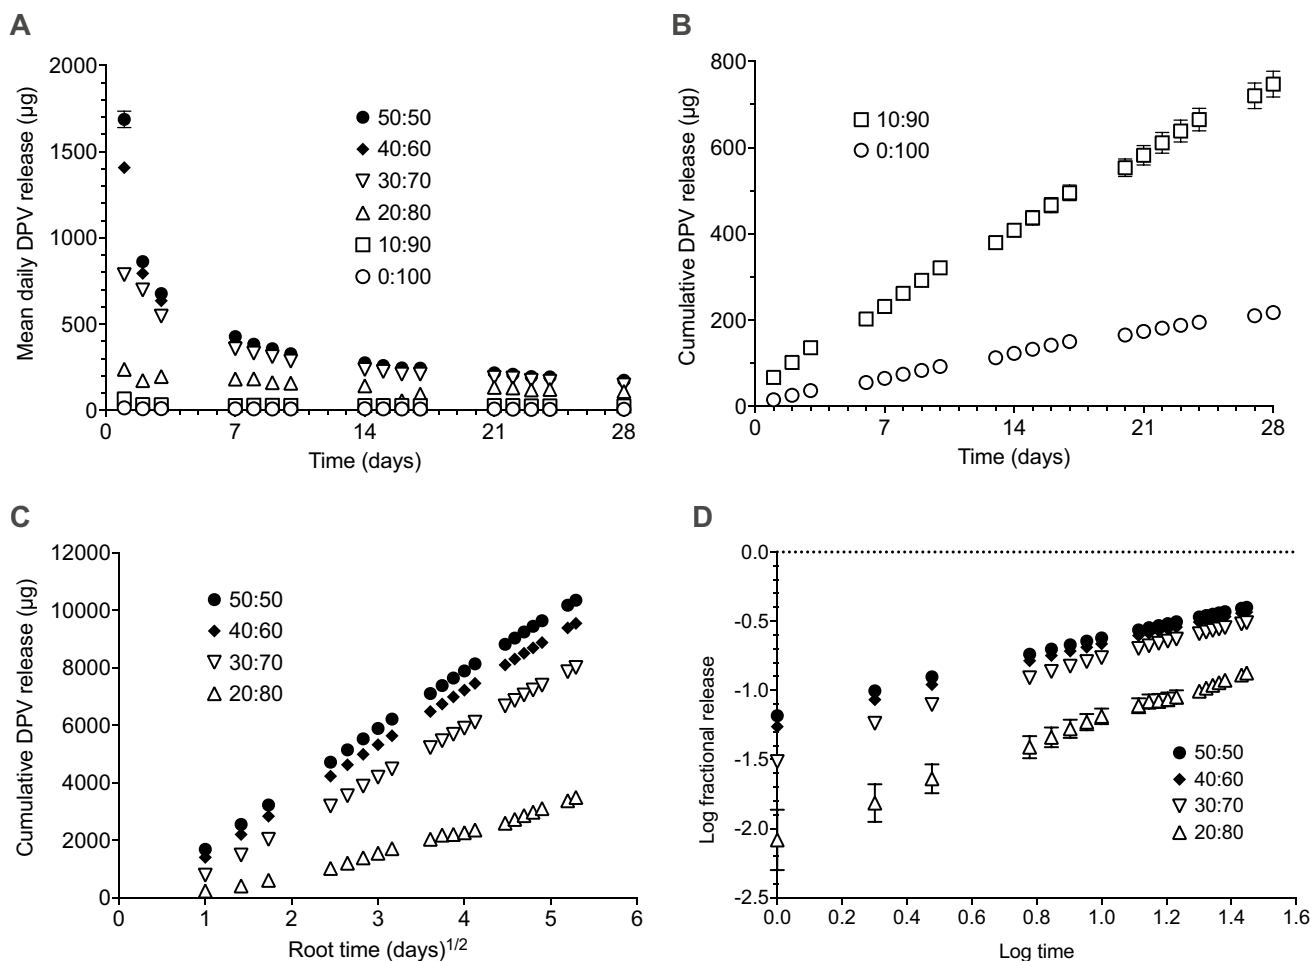 A
Mean daily DPV release (µg)
2000
1500
1000
500
0
50:50
40:60
30:70
20:80
10:90
0:100
0 7 14 21 28
Time (days)
B
Cumulative DPV release (µg)
800
600
400
200
0
10:90
0:100
0 7 14 21 28
Time (days)
C
Cumulative DPV release (µg)
12000
10000
8000
6000
4000
2000
0
50:50
40:60
30:70
20:80
0 1 2 3 4 5 6
Root time (days)1/2
D
Log fractional release
0.0
-0.5
-1.0
-1.5
-2.0
-2.5
50:50
40:60
30:70
20:80
0.0 0.2 0.4 0.6 0.8 1.0 1.2 1.4 1.6
Log time